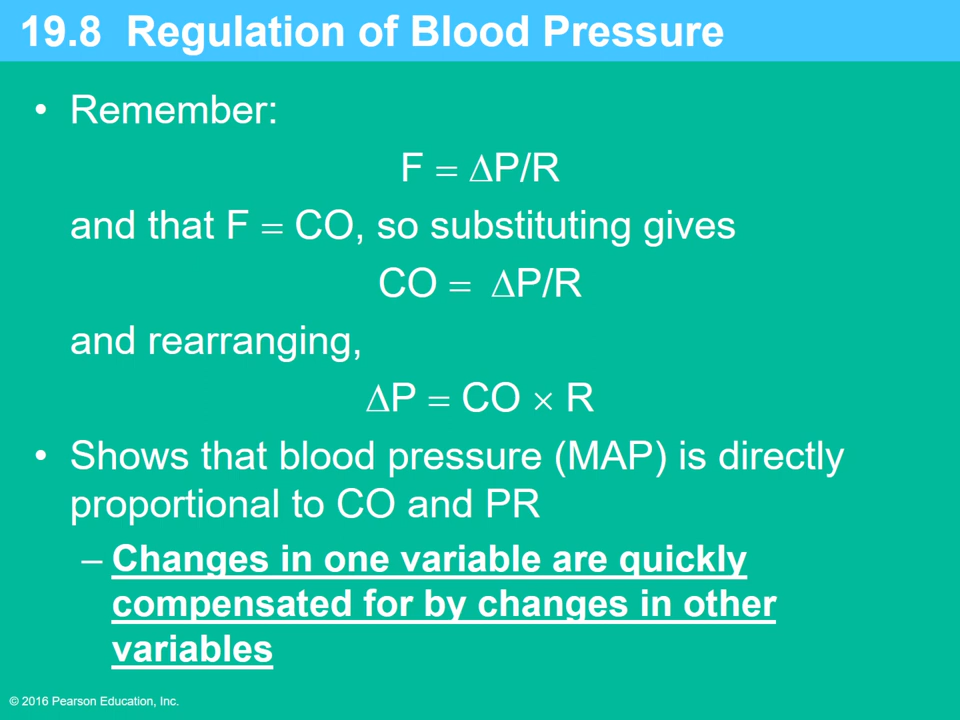 19.8 Regulation of Blood Pressure
• Remember:
F = ΔP/R
and that F = CO, so substituting gives
CO = ΔP/R
and rearranging,
ΔP = CO × R
• Shows that blood pressure (MAP) is directly
proportional to CO and PR
– Changes in one variable are quickly
compensated for by changes in other
variables
© 2016 Pearson Education, Inc.